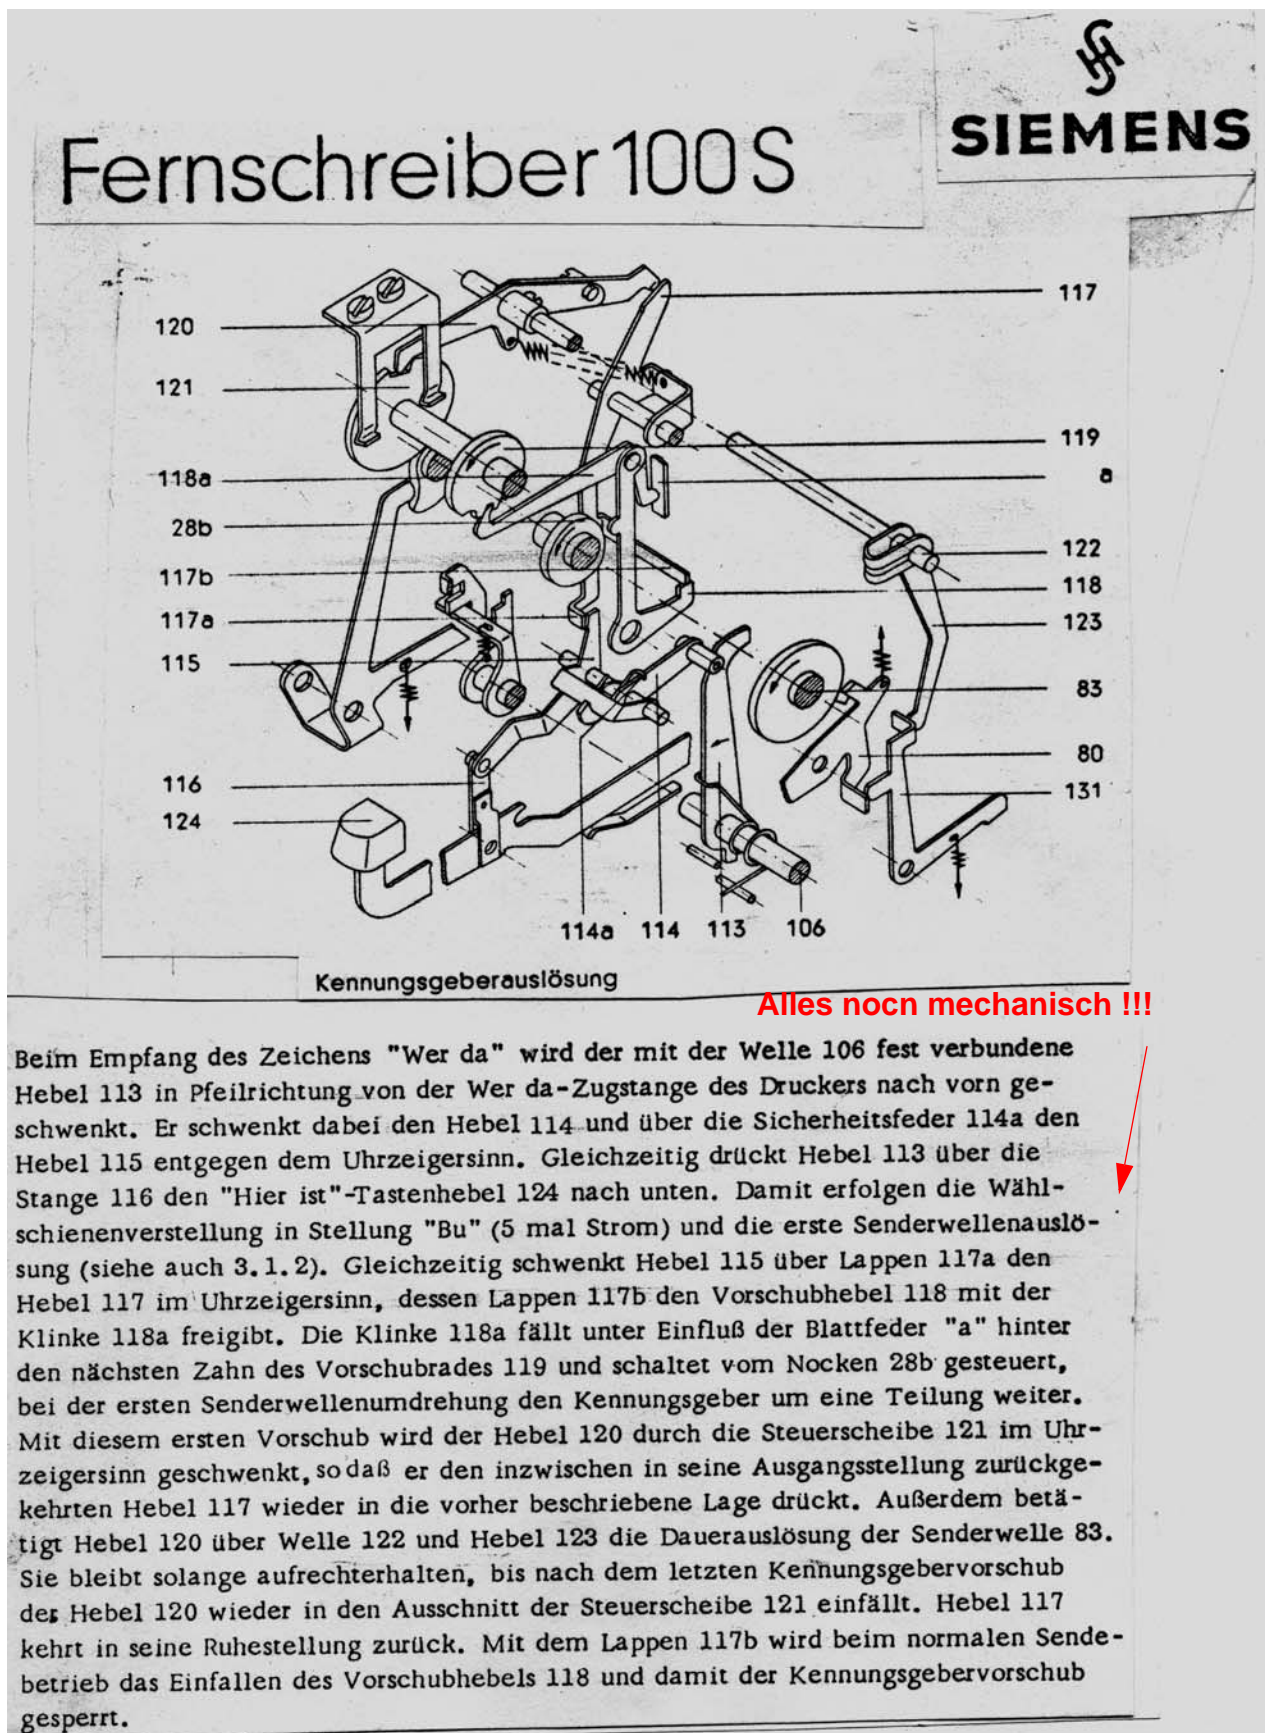 SIEMENS
Fernschreiber 100 S
117
120
121
119
118a
a
28b
122
117b
118
117a
123
115
83
80
116
131
124
114a 114 113 106
Kennungsgeberauslösung
Alles nocn mechanisch !!!
Beim Empfang des Zeichens "Wer da" wird der mit der Welle 106 fest verbundene
Hebel 113 in Pfeilrichtung von der Wer da-Zugstange des Druckers nach vorn ge-
schwenkt. Er schwenkt dabei den Hebel 114 und über die Sicherheitsfeder 114a den
Hebel 115 entgegen dem Uhrzeigersinn. Gleichzeitig drückt Hebel 113 über die
Stange 116 den "Hier ist"-Tastenhebel 124 nach unten. Damit erfolgen die Wähl-
schienenverstellung in Stellung "Bu" (5 mal Strom) und die erste Senderwellenauslö-
sung (siehe auch 3.1.2). Gleichzeitig schwenkt Hebel 115 über Lappen 117a den
Hebel 117 im Uhrzeigersinn, dessen Lappen 117b den Vorschubhebel 118 mit der
Klinke 118a freigibt. Die Klinke 118a fällt unter Einfluß der Blattfeder "a" hinter
den nächsten Zahn des Vorschubrades 119 und schaltet vom Nocken 28b gesteuert,
bei der ersten Senderwellenumdrehung den Kennungsgeber um eine Teilung weiter.
Mit diesem ersten Vorschub wird der Hebel 120 durch die Steuerscheibe 121 im Uhr-
zeigersinn geschwenkt, sodaß er den inzwischen in seine Ausgangsstellung zurückge-
kehrten Hebel 117 wieder in die vorher beschriebene Lage drückt. Außerdem betä-
tigt Hebel 120 über Welle 122 und Hebel 123 die Dauerauslösung der Senderwelle 83.
Sie bleibt solange aufrechterhalten, bis nach dem letzten Kennungsgebervorschub
der Hebel 120 wieder in den Ausschnitt der Steuerscheibe 121 einfällt. Hebel 117
kehrt in seine Ruhestellung zurück. Mit dem Lappen 117b wird beim normalen Sende-
betrieb das Einfallen des Vorschubhebels 118 und damit der Kennungsgebervorschub
gesperrt.